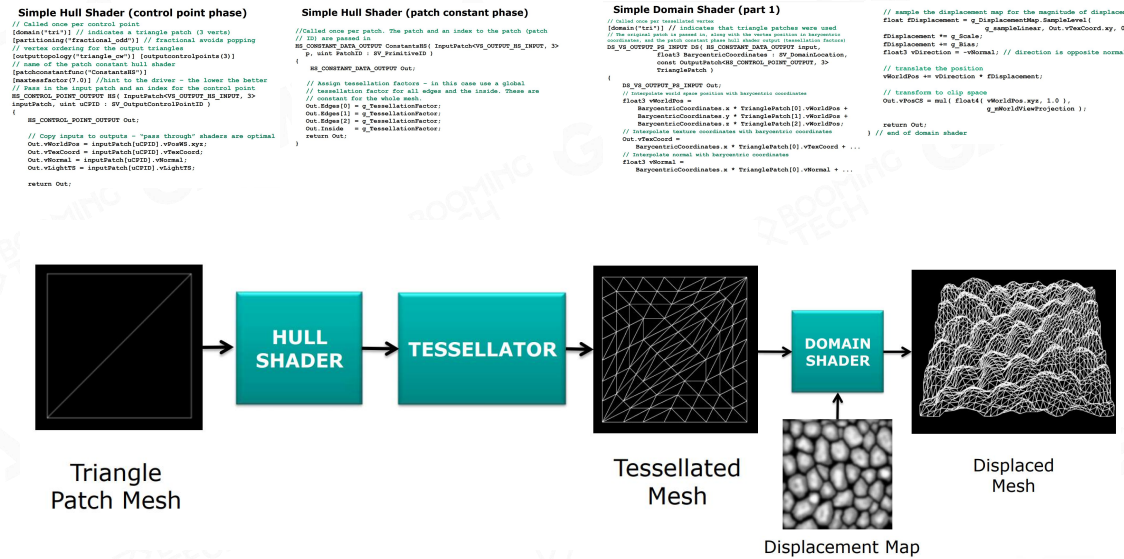 Simple Hull Shader (control point phase)
// Called once per control point
[domain("tri")] // indicates a triangle patch (3 verts)
[partitioning("fractional_odd")] // fractional avoids popping
// vertex ordering for the output triangles
[outputtopology("triangle_cw")] [outputcontrolpoints(3)]
// name of the patch constant hull shader
[patchconstantfunc("ConstantsHS")]
[maxtessfactor(7.0)] //hint to the driver – the lower the better
// Pass in the input patch and an index for the control point
HS_CONTROL_POINT_OUTPUT HS( InputPatch<VS_OUTPUT_HS_INPUT, 3>
inputPatch, uint uCPID : SV_OutputControlPointID )
{
HS_CONTROL_POINT_OUTPUT Out;
// Copy inputs to outputs – "pass through" shaders are optimal
Out.vWorldPos = inputPatch[uCPID].vPosWS.xyz;
Out.vTexCoord = inputPatch[uCPID].vTexCoord;
Out.vNormal = inputPatch[uCPID].vNormal;
Out.vLightTS = inputPatch[uCPID].vLightTS;
return Out;
Simple Hull Shader (patch constant phase)
//Called once per patch. The patch and an index to the patch (patch
// ID) are passed in
HS_CONSTANT_DATA_OUTPUT ConstantsHS( InputPatch<VS_OUTPUT_HS_INPUT, 3>
p, uint PatchID : SV_PrimitiveID )
{
HS_CONSTANT_DATA_OUTPUT Out;
// Assign tessellation factors – in this case use a global
// tessellation factor for all edges and the inside. These are
// constant for the whole mesh.
Out.Edges[0] = g_TessellationFactor;
Out.Edges[1] = g_TessellationFactor;
Out.Edges[2] = g_TessellationFactor;
Out.Inside = g_TessellationFactor;
return Out;
}
Simple Domain Shader (part 1)
// Called once per tessellated vertex
[domain("tri")] // indicates that triangle patches were used
// The original patch is passed in, along with the vertex position in barycentric
coordinates, and the patch constant phase hull shader output (tessellation factors)
DS_VS_OUTPUT_PS_INPUT DS( HS_CONSTANT_DATA_OUTPUT input,
float3 BarycentricCoordinates : SV_DomainLocation,
const OutputPatch<HS_CONTROL_POINT_OUTPUT, 3>
TrianglePatch )
{
DS_VS_OUTPUT_PS_INPUT Out;
// Interpolate world space position with barycentric coordinates
float3 vWorldPos =
BarycentricCoordinates.x * TrianglePatch[0].vWorldPos +
BarycentricCoordinates.y * TrianglePatch[1].vWorldPos +
BarycentricCoordinates.z * TrianglePatch[2].vWorldPos;
// Interpolate texture coordinates with barycentric coordinates
Out.vTexCoord =
BarycentricCoordinates.x * TrianglePatch[0].vTexCoord + ...
// Interpolate normal with barycentric coordinates
float3 vNormal =
BarycentricCoordinates.x * TrianglePatch[0].vNormal + ...
// sample the displacement map for the magnitude of displace
float fDisplacement = g_DisplacementMap.SampleLevel(
g_sampleLinear, Out.vTexCoord.xy, 0
fDisplacement *= g_Scale;
fDisplacement += g_Bias;
float3 vDirection = -vNormal; // direction is opposite norma
// translate the position
vWorldPos += vDirection * fDisplacement;
// transform to clip space
Out.vPosCS = mul( float4( vWorldPos.xyz, 1.0 ),
g_mWorldViewProjection );
return Out;
} // end of domain shader
BOOMING
TECH
HULL
SHADER
TESSELLATOR
DOMAIN
SHADER
Triangle
Patch Mesh
Tessellated
Mesh
Displaced
Mesh
Displacement Map